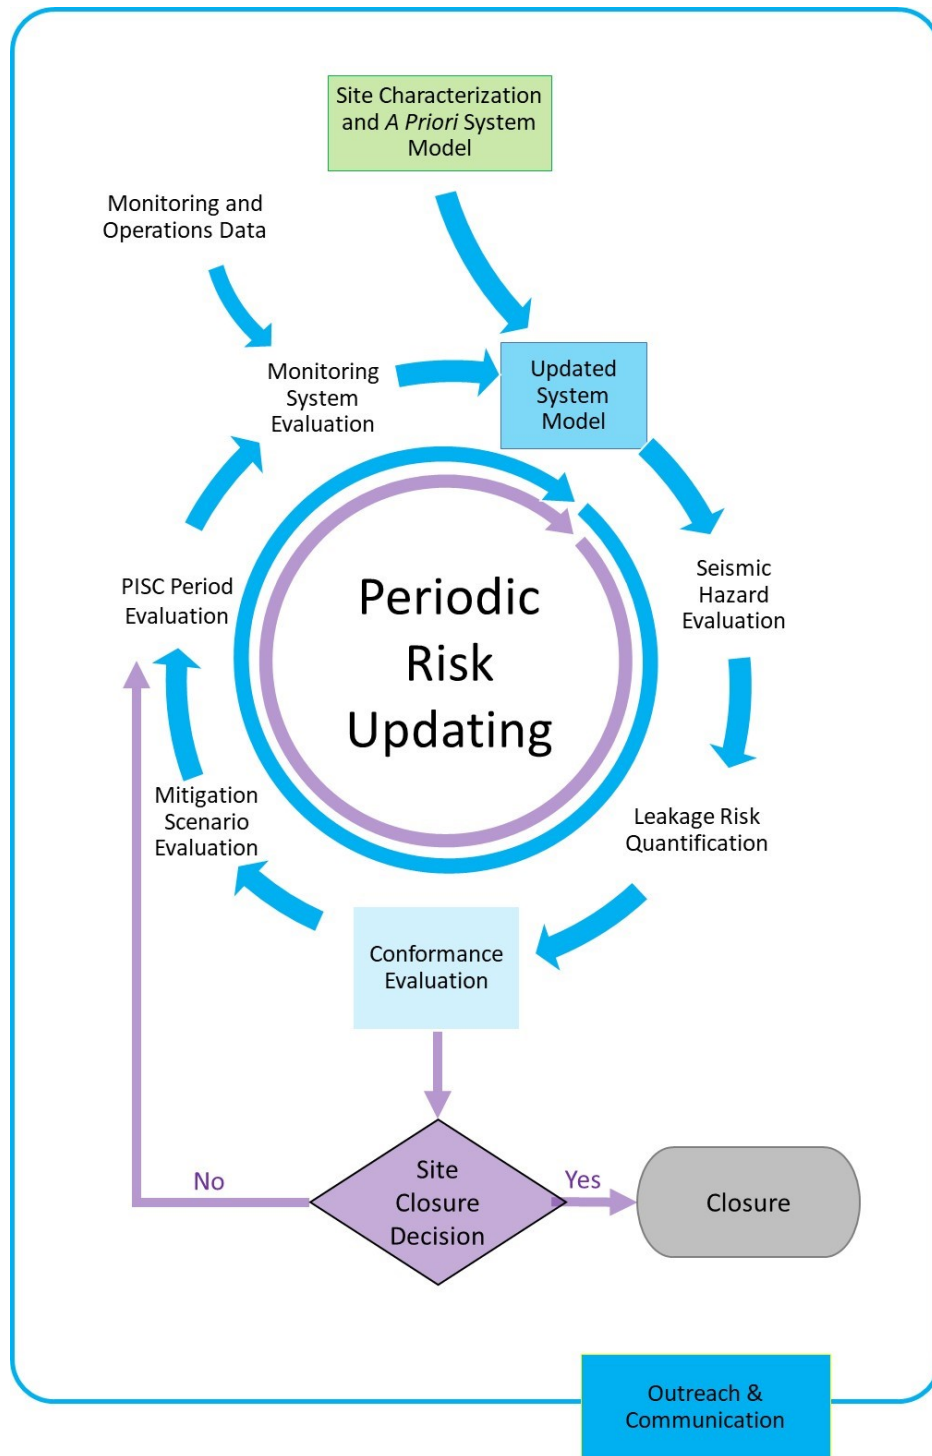 Site Characterization
and A Priori System
Model
Monitoring and
Operations Data
Monitoring
System
Evaluation
Updated
System
Model
Seismic
Hazard
Evaluation
PISC Period
Evaluation
Periodic
Risk
Updating
Mitigation
Scenario
Evaluation
Leakage Risk
Quantification
Conformance
Evaluation
No
Site
Closure
Decision
Yes
Closure
Outreach &
Communication